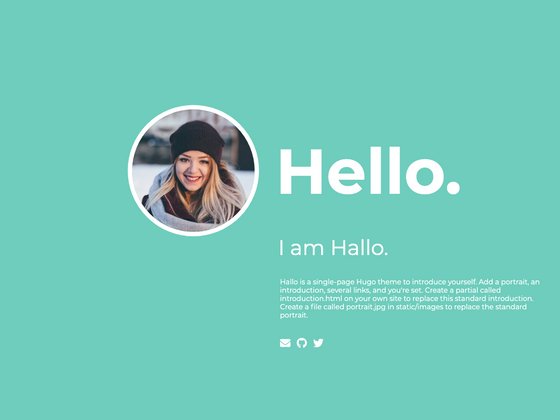 Hello.
I am Hallo.
Hallo is a single-page Hugo theme to introduce yourself. Add a portrait, an
introduction, several links, and you're set. Create a partial called
introduction.html on your own site to replace this standard introduction.
Create a file called portrait.jpg in static/images to replace the standard
portrait.